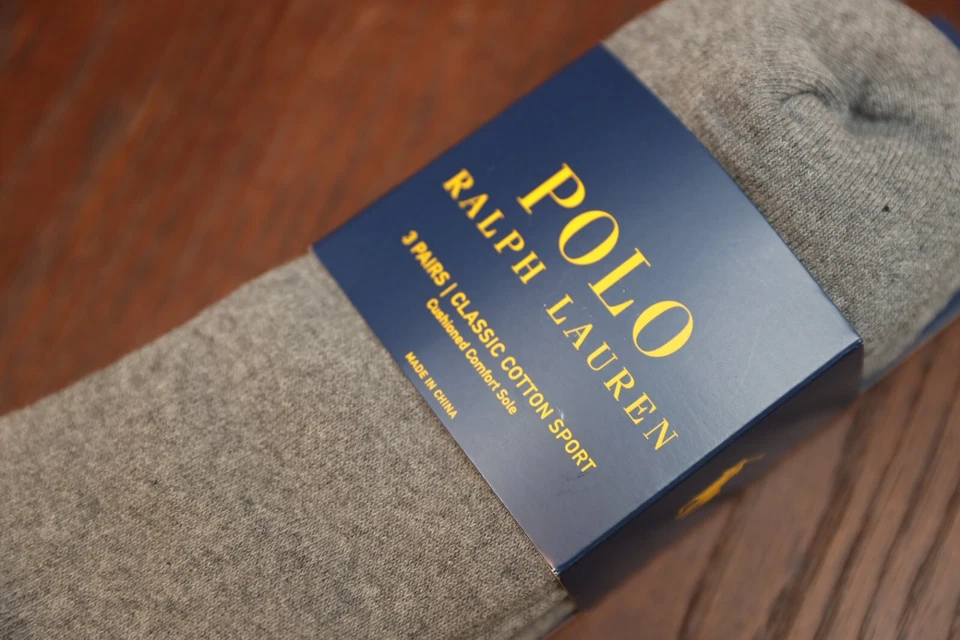 POLO
RALPH LAUREN
3 PAIRS | CLASSIC COTTON SPORT
Cushioned Comfort Sole
MADE IN CHINA